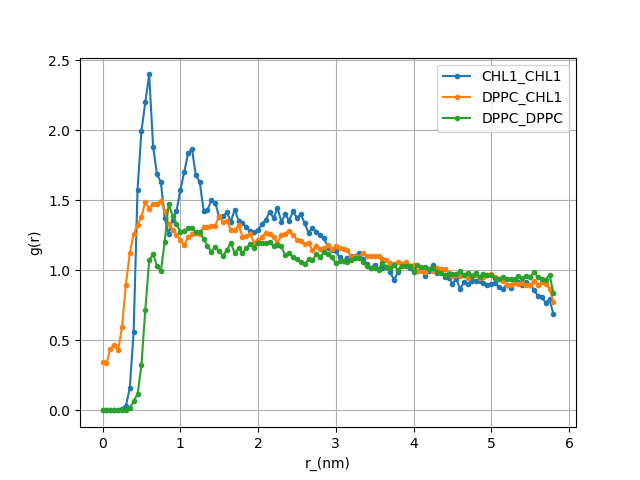 2.5
2.0
1.5
1.0
0.5
0.0
g(r)
CHL1_CHL1
DPPC_CHL1
DPPC_DPPC
0 1 2 3 4 5 6
r_(nm)